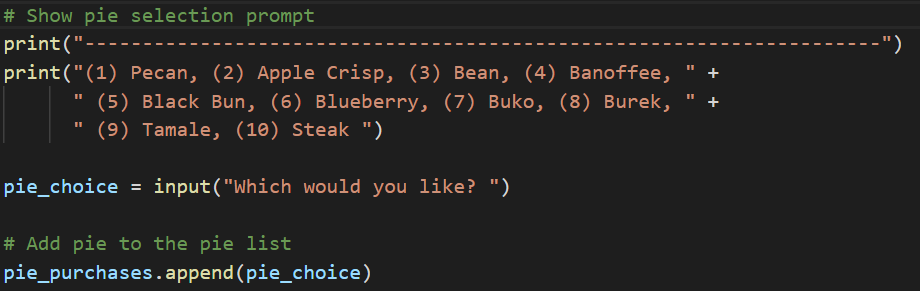 # Show pie selection prompt
print("---------------------------------------------------------------------")
print("(1) Pecan, (2) Apple Crisp, (3) Bean, (4) Banoffee, " +
      " (5) Black Bun, (6) Blueberry, (7) Buko, (8) Burek, " +
      " (9) Tamale, (10) Steak ")
pie_choice = input("Which would you like? ")
# Add pie to the pie list
pie_purchases.append(pie_choice)